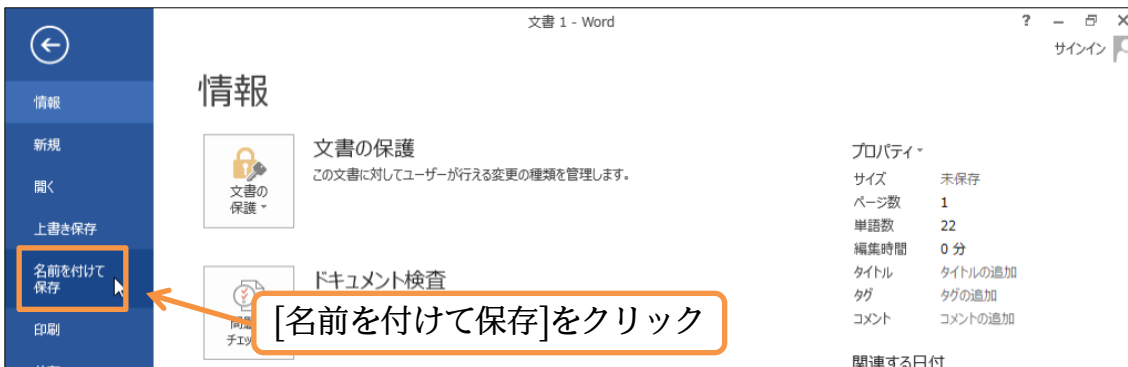 文書 1 - Word
?
サインイン
情報
新規
開く
上書き保存
名前を付けて
保存
印刷
情報
文書の
保護
文書の保護
この文書に対してユーザーが行える変更の種類を管理します。
ドキュメント検査
チェッ
[名前を付けて保存]をクリック
プロパティ
サイズ 未保存
ページ数 1
単語数 22
編集時間 0 分
タイトル タイトルの追加
タグ タグの追加
コメント コメントの追加
関連する日付